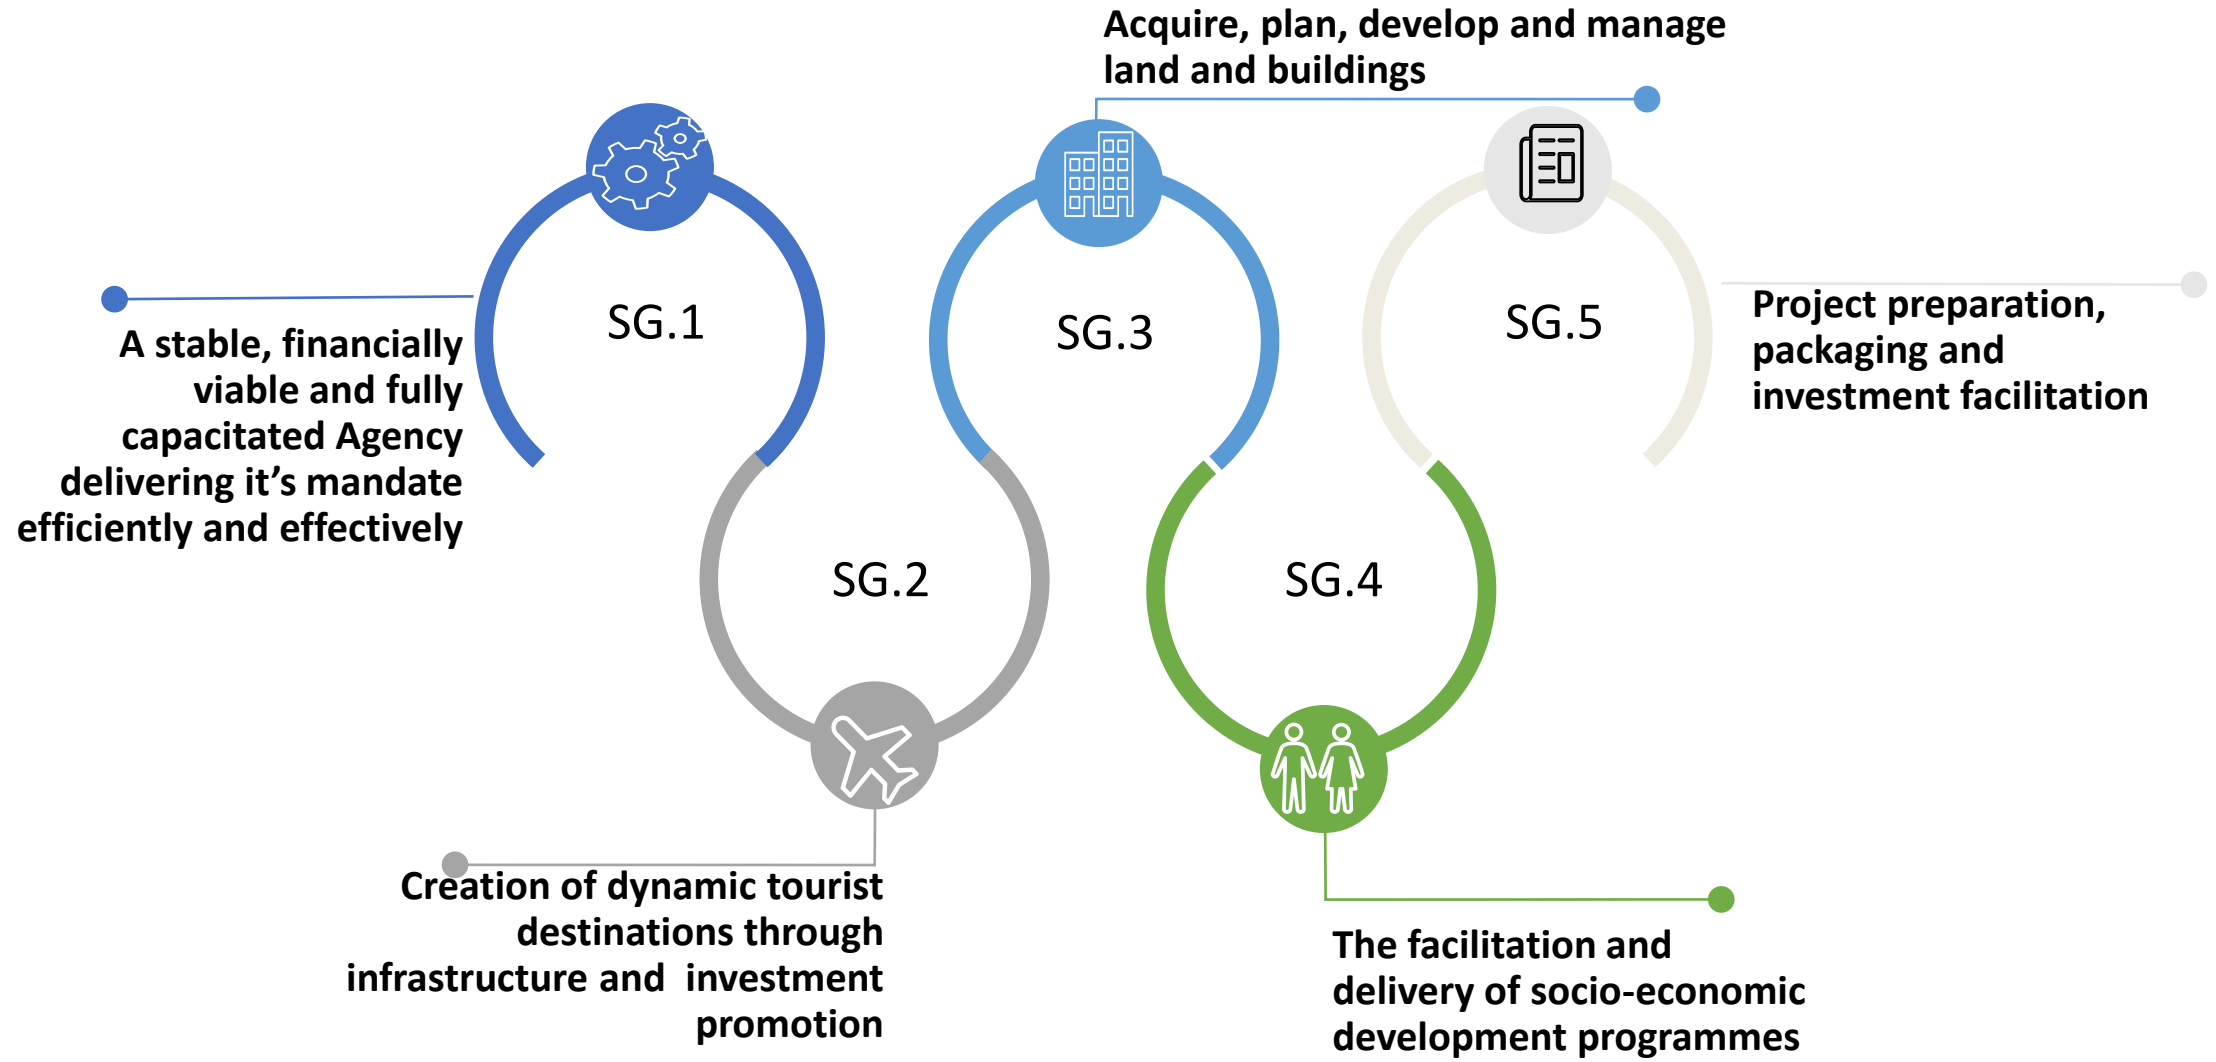 SG.1
A stable, financially
viable and fully
capacitated Agency
delivering it’s mandate
efficiently and effectively
SG.2
Creation of dynamic tourist
destinations through
infrastructure and  investment
promotion
SG.3
Acquire, plan, develop and manage
land and buildings
SG.4
The facilitation and
delivery of socio-economic
development programmes
SG.5
Project preparation,
packaging and
investment facilitation